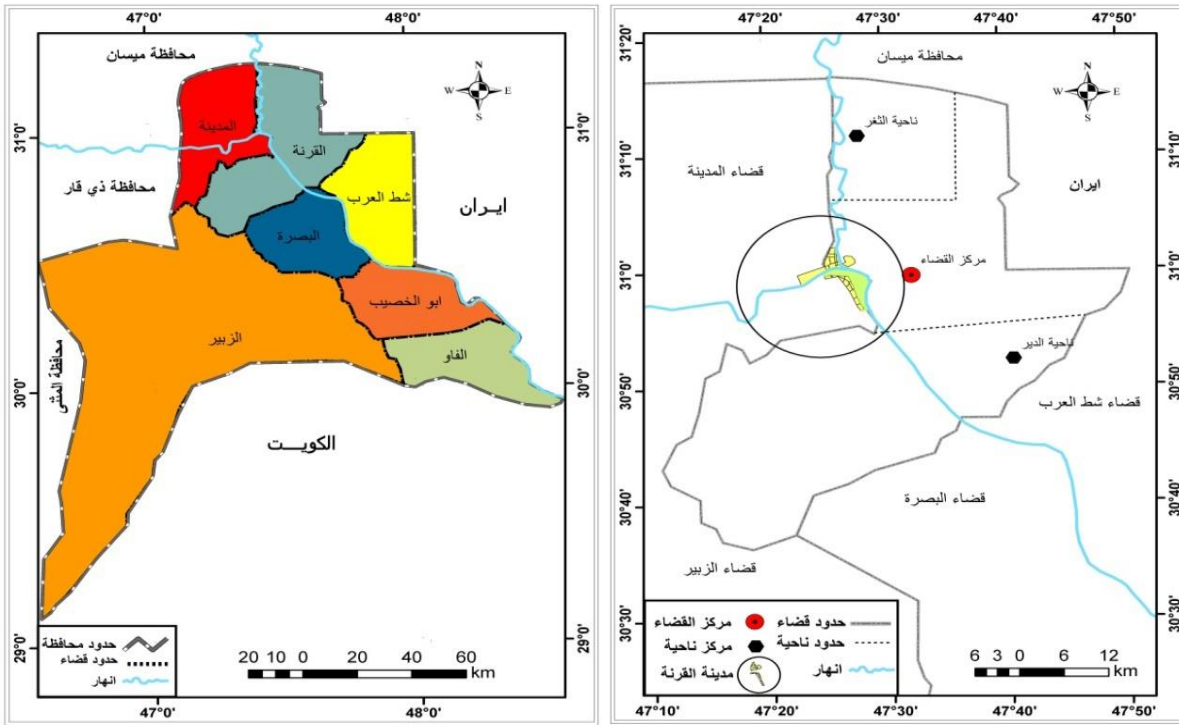 47°0'
48°0'
محافظة ميسان
N
W
E
S
31°0'
31°0'
المدينة
القرنة
محافظة ذي قار
شط العرب
ايـران
البصرة
ابو الخصيب
الزبير
الفاو
محافظة المثنى
30°0'
30°0'
الكويـــت
29°0'
29°0'
حدود محافظة
حدود قضاء
انهار
20 10 0 20 40 60
km
47°0'
48°0'
47°20'
47°30'
47°40'
47°50'
31°20'
محافظة ميسان
N
W
E
S
ناحية الثغر
31°10'
31°10'
قضاء المدينة
ايران
مركز القضاء
31°0'
31°0'
ناحية الدير
30°50'
30°50'
قضاء شط العرب
قضاء البصرة
30°40'
30°40'
قضاء الزبير
30°30'
30°30'
حدود قضاء
مركز القضاء
حدود ناحية
مركز ناحية
انهار
مدينة القرنة
6 3 0 6 12
km
47°10'
47°20'
47°30'
47°40'
47°50'